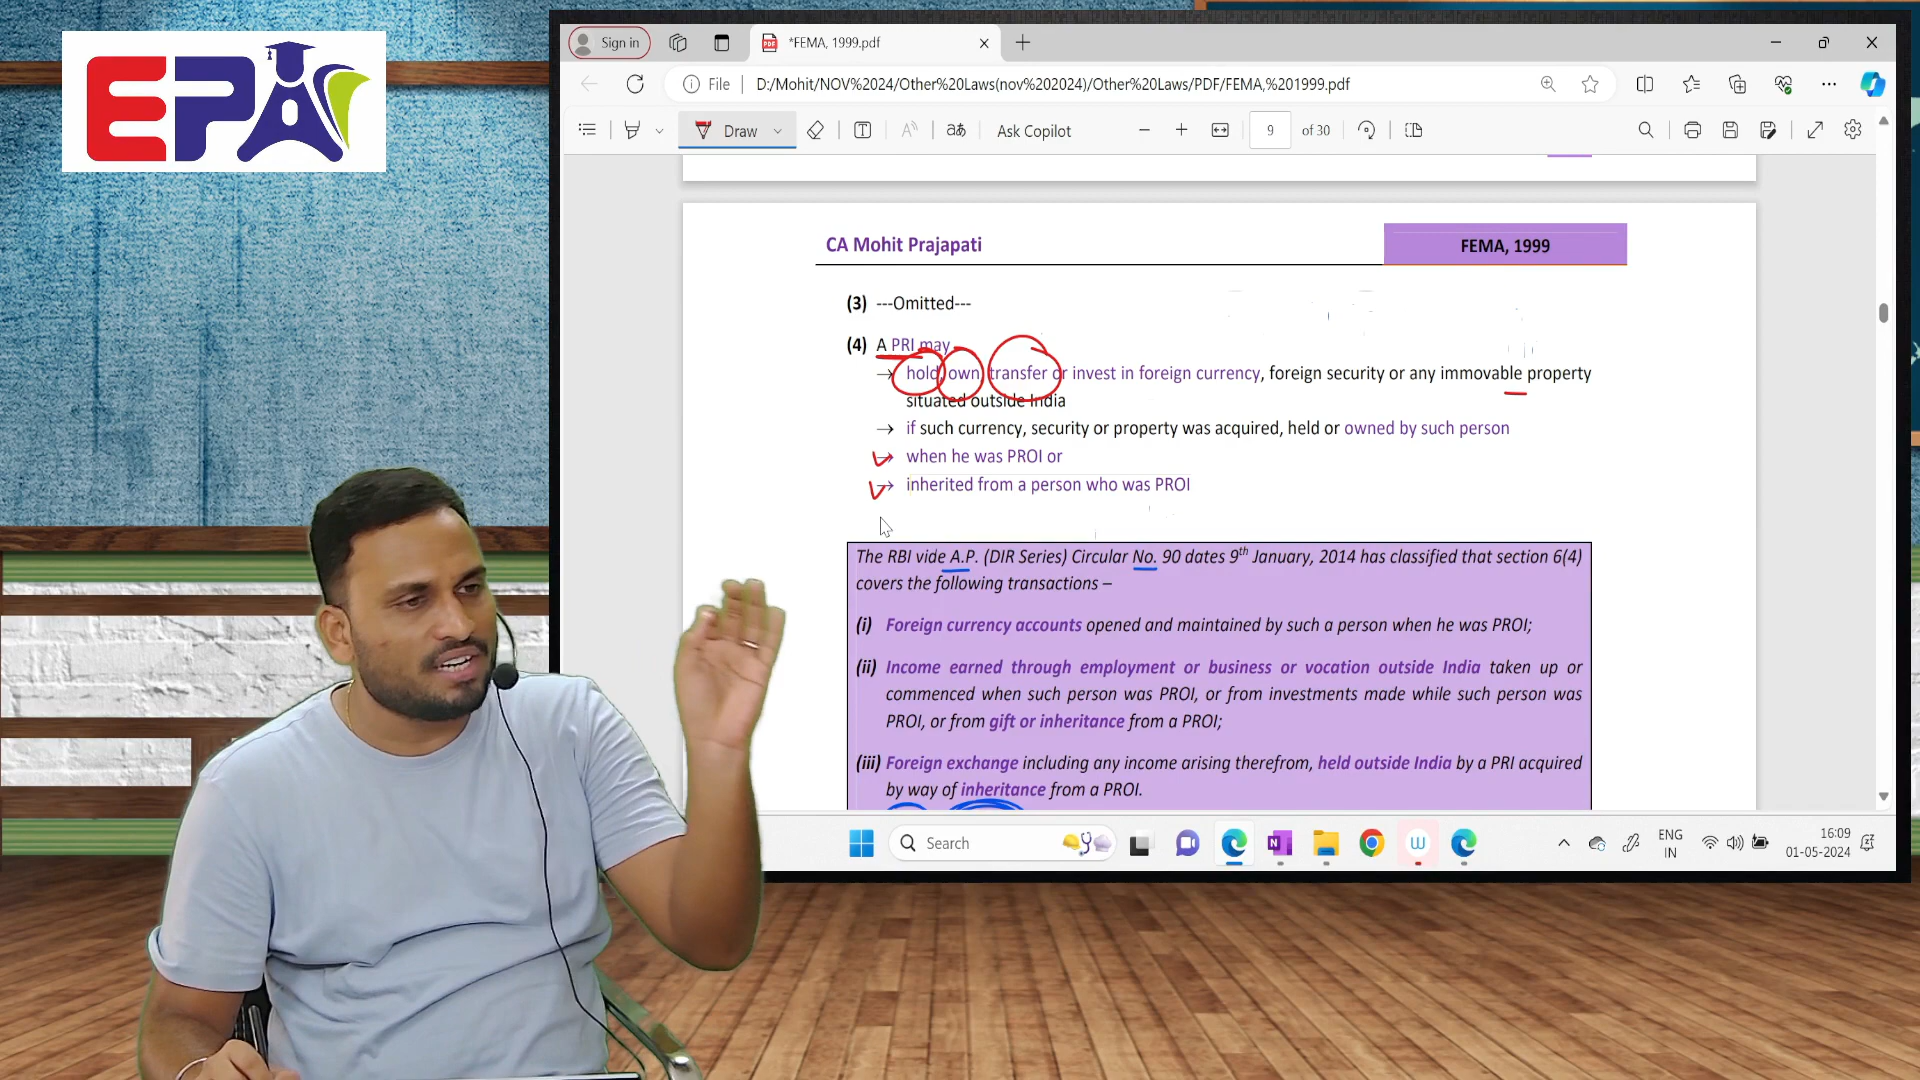 EPA
Sign in
*FEMA, 1999.pdf
File
D:/Mohit/NOV%2024/Other%20Laws(nov%202024)/Other%20Laws/PDF/FEMA,%201999.pdf
Draw
Ask Copilot
9 of 30
CA Mohit Prajapati
FEMA, 1999
(3) ---Omitted---
(4) A PRI may
→ hold, own, transfer or invest in foreign currency, foreign security or any immovable property
situated outside India
→ if such currency, security or property was acquired, held or owned by such person
→ when he was PROI or
→ inherited from a person who was PROI
The RBI vide A.P. (DIR Series) Circular No. 90 dates 9th January, 2014 has classified that section 6(4)
covers the following transactions –
(i) Foreign currency accounts opened and maintained by such a person when he was PROI;
(ii) Income earned through employment or business or vocation outside India taken up or
commenced when such person was PROI, or from investments made while such person was
PROI, or from gift or inheritance from a PROI;
(iii) Foreign exchange including any income arising therefrom, held outside India by a PRI acquired
by way of inheritance from a PROI.
Search
ENG
IN
16:09
01-05-2024